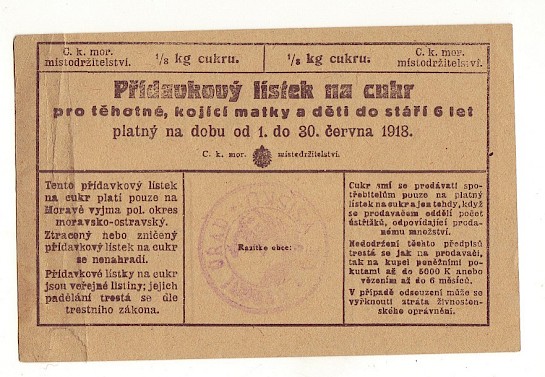 C. k. mor.
místodržitelství.
1/8 kg cukru.
1/8 kg cukru.
C. k. mor.
místodržitelství.
Přídavkový lístek na cukr
pro těhotné, kojící matky a děti do stáří 6 let
platný na dobu od 1. do 30. června 1918.
C. k. mor. místodržitelství.
Tento přídavkový lístek
na cukr platí pouze na
Moravě vyjma pol. okres
moravsko-ostravský.
Ztracený nebo zničený
přídavkový lístek na cukr
se nenahradí.
Přídavkové lístky na cukr
jsou veřejné listiny; jejich
padělání trestá se dle
trestního zákona.
Razítko obce:
Cukr smí se prodávati spo-
třebitelům pouze na platný
lístek na cukr a jen tehdy, když
se prodavačem oddělí počet
ústřižků, odpovídající proda-
nému množství.
Nedodržení těchto předpisů
trestá se jak na prodávači,
tak na kupci peněžními po-
kutami až do 5000 K anebo
vězením až do 6 měsíců.
V případě odsouzení může se
vyřknouti ztráta živnosten-
ského oprávnění.